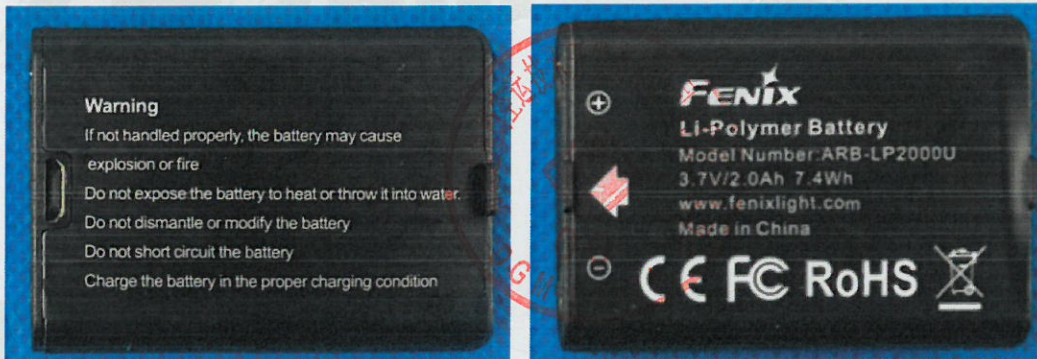 Warning
If not handled properly, the battery may cause
explosion or fire
Do not expose the battery to heat or throw it into water.
Do not dismantle or modify the battery
Do not short circuit the battery
Charge the battery in the proper charging condition
FENIX
Li-Polymer Battery
Model Number:ARB-LP2000U
3.7V/2.0Ah 7.4Wh
www.fenixlight.com
Made in China
CE FC RoHS